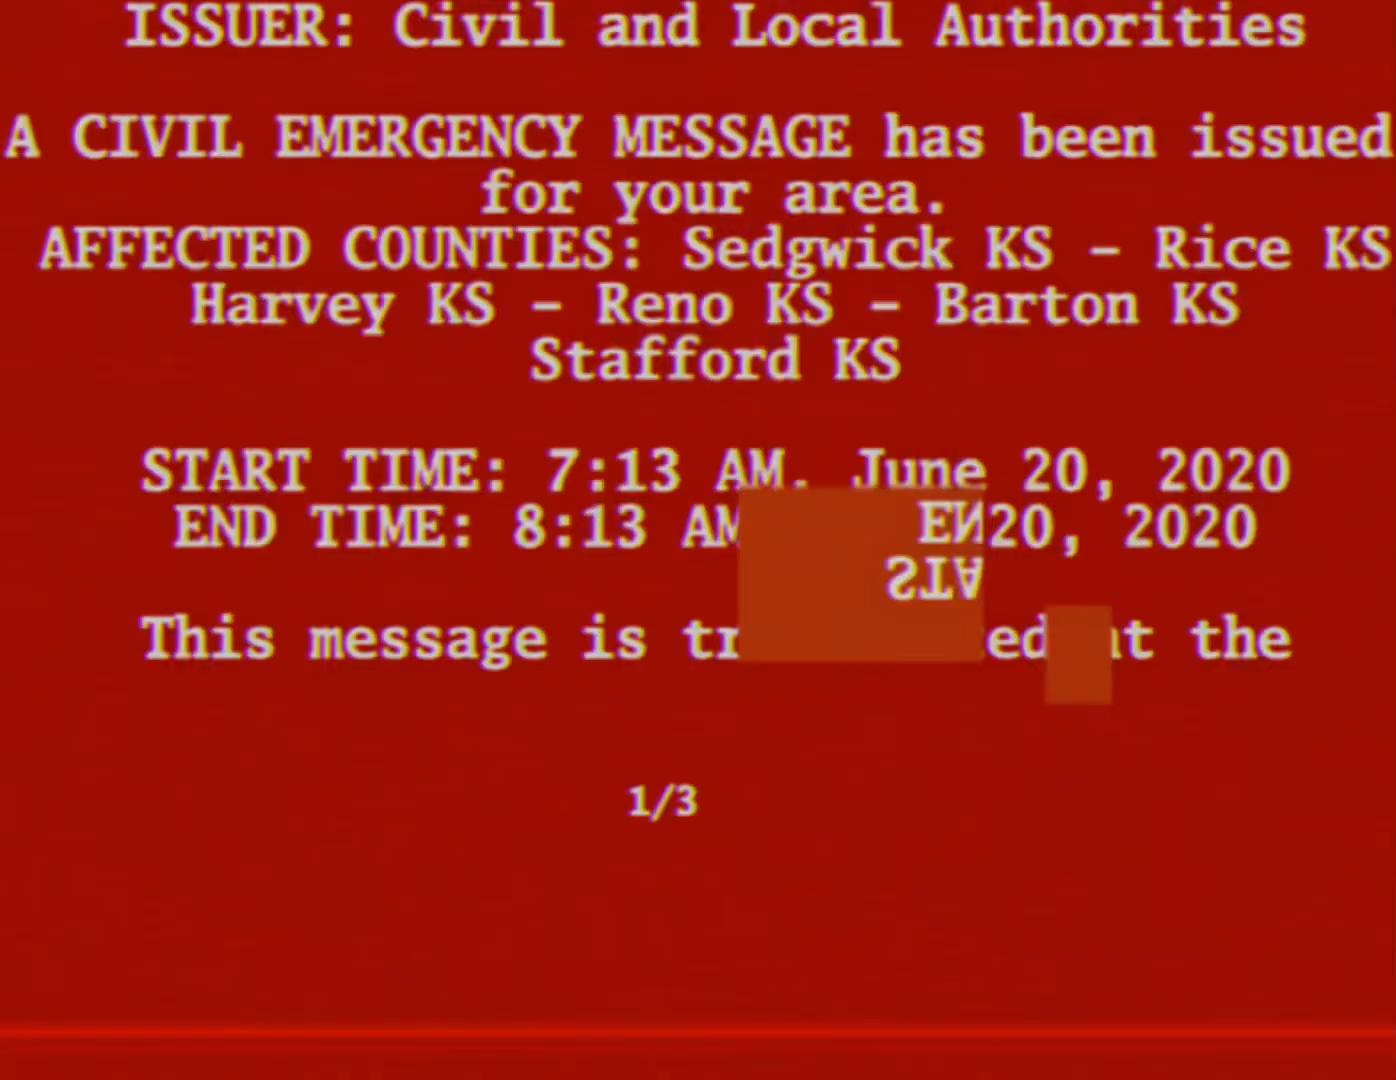 ISSUER: Civil and Local Authorities
A CIVIL EMERGENCY MESSAGE has been issued
for your area.
AFFECTED COUNTIES: Sedgwick KS - Rice KS
Harvey KS - Reno KS - Barton KS
Stafford KS
START TIME: 7:13 AM, June 20, 2020
END TIME: 8:13 AM 20, 2020
This message is the
1/3